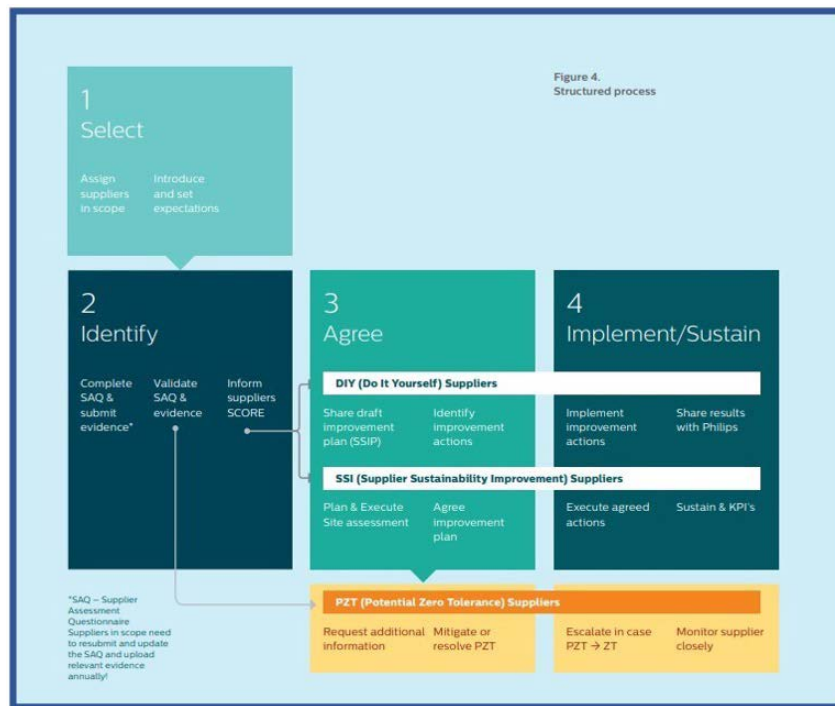 Figure 4.
Structured process
1
Select
Assign
suppliers
in scope
Introduce
and set
expectations
2
Identify
Complete
SAQ &
submit
evidence*
Validate
SAQ &
evidence
Inform
suppliers
SCORE
3
Agree
4
Implement/Sustain
DIY (Do It Yourself) Suppliers
Share draft
improvement
plan (SSIP)
Identify
improvement
actions
Implement
improvement
actions
Share results
with Philips
SSI (Supplier Sustainability Improvement) Suppliers
Plan & Execute
Site assessment
Agree
improvement
plan
Execute agreed
actions
Sustain & KPI's
PZT (Potential Zero Tolerance) Suppliers
Request additional
information
Mitigate or
resolve PZT
Escalate in case
PZT → ZT
Monitor supplier
closely
*SAQ – Supplier
Assessment
Questionnaire
Suppliers in scope need
to resubmit and update
the SAQ and upload
relevant evidence
annually!